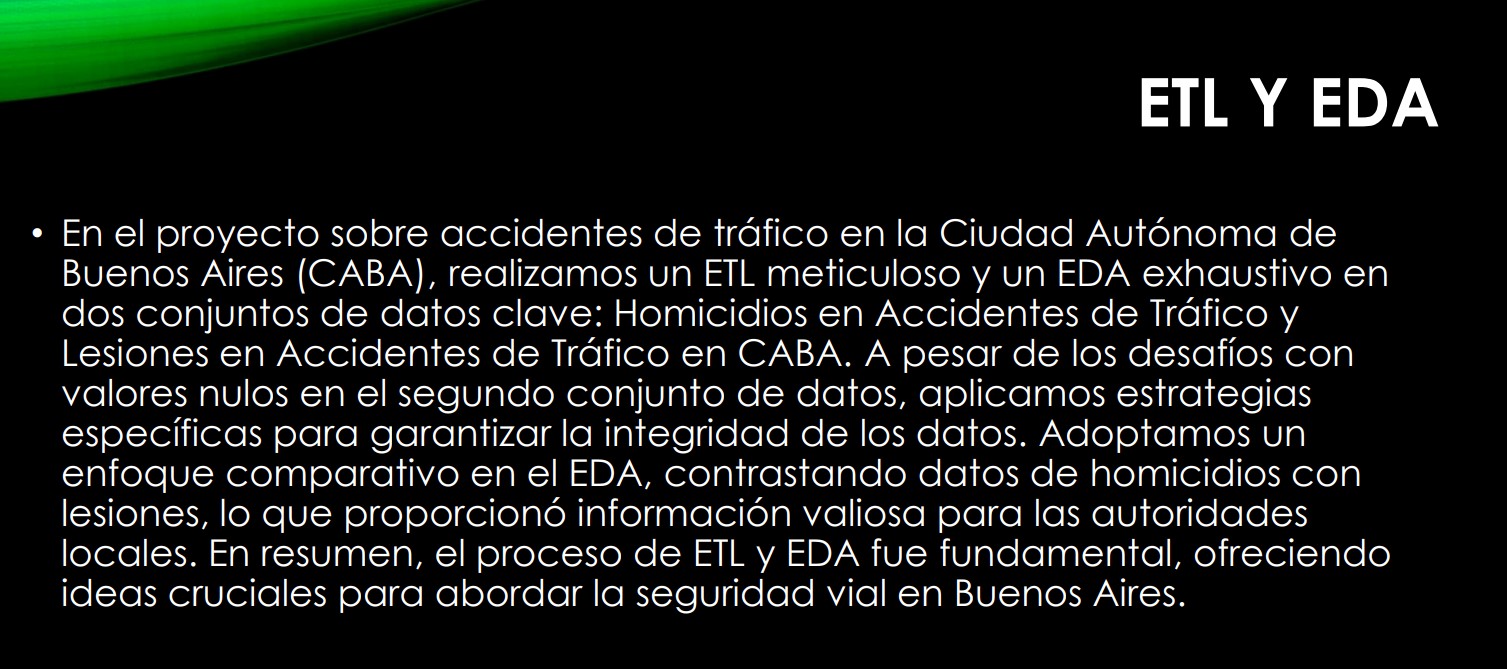 ETL Y EDA
• En el proyecto sobre accidentes de tráfico en la Ciudad Autónoma de
Buenos Aires (CABA), realizamos un ETL meticuloso y un EDA exhaustivo en
dos conjuntos de datos clave: Homicidios en Accidentes de Tráfico y
Lesiones en Accidentes de Tráfico en CABA. A pesar de los desafíos con
valores nulos en el segundo conjunto de datos, aplicamos estrategias
específicas para garantizar la integridad de los datos. Adoptamos un
enfoque comparativo en el EDA, contrastando datos de homicidios con
lesiones, lo que proporcionó información valiosa para las autoridades
locales. En resumen, el proceso de ETL y EDA fue fundamental, ofreciendo
ideas cruciales para abordar la seguridad vial en Buenos Aires.